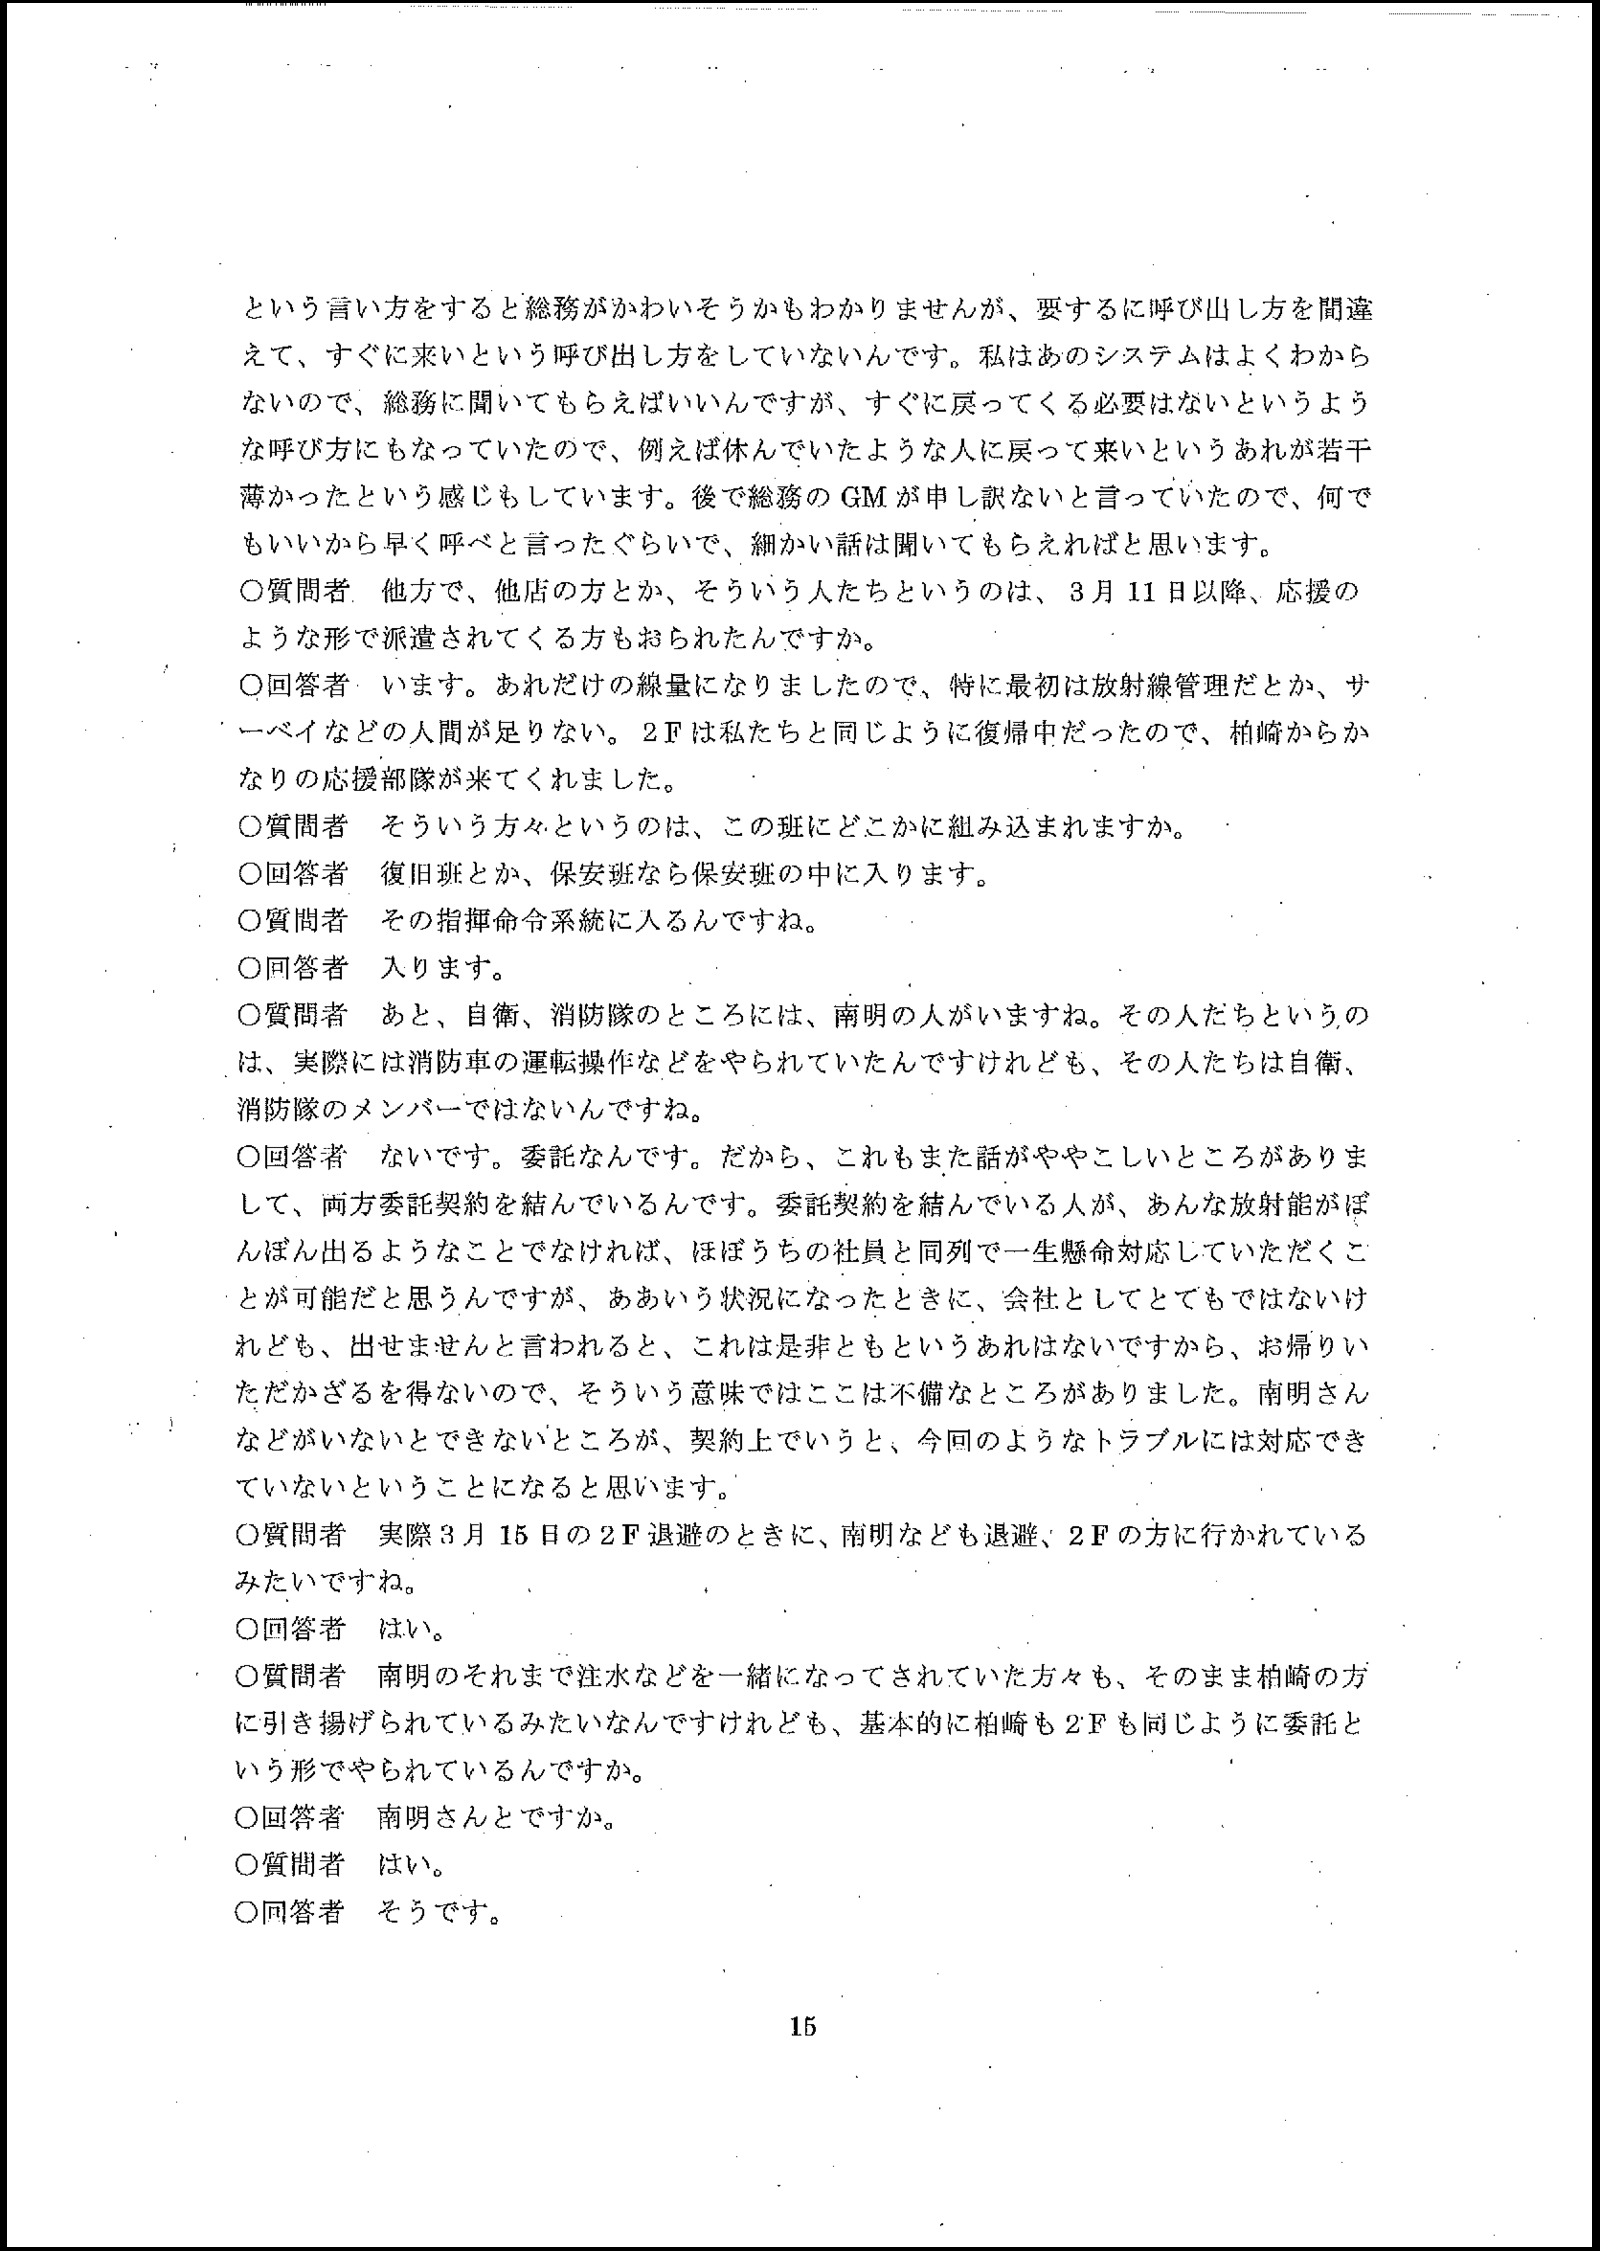 という言い方をすると総務がかわいそうかもわかりませんが、要するに呼び出し方を間違
えて、すぐに来いという呼び出し方をしていないんです。私はあのシステムはよくわから
ないので、総務に聞いてもらえばいいんですが、すぐに戻ってくる必要はないというよう
な呼び方にもなっていたので、例えば休んでいたような人に戻って来いというあれが若干
薄かったという感じもしています。後で総務の GM が申し訳ないと言っていたので、何で
もいいから早く呼べと言ったぐらいで、細かい話は聞いてもらえればと思います。
○質問者　他方で、他店の方とか、そういう人たちというのは、3月 11 日以降、応援の
ような形で派遣されてくる方もおられたんですか。
○回答者　います。あれだけの線量になりましたので、特に最初は放射線管理だとか、サ
ーベイなどの人間が足りない。2Fは私たちと同じように復帰中だったので、柏崎からか
なりの応援部隊が来てくれました。
○質問者　そういう方々というのは、この班にどこかに組み込まれますか。
○回答者　復旧班とか、保安班なら保安班の中に入ります。
○質問者　その指揮命令系統に入るんですね。
○回答者　入ります。
○質問者　あと、自衛、消防隊のところには、南明の人がいますね。その人たちというの
は、実際には消防車の運転操作などをやられていたんですけれども、その人たちは自衛、
消防隊のメンバーではないんですね。
○回答者　ないです。委託なんです。だから、これもまた話がややこしいところがありま
して、両方委託契約を結んでいるんです。委託契約を結んでいる人が、あんな放射能がぼ
んぼん出るようなことでなければ、ほぼうちの社員と同列で一生懸命対応していただくこ
とが可能だと思うんですが、ああいう状況になったときに、会社としてとてもではないけ
れども、出せませんと言われると、これは是非ともというあれはないですから、お帰りい
ただかざるを得ないので、そういう意味ではここは不備なところがありました。南明さん
などがいないとできないところが、契約上でいうと、今回のようなトラブルには対応でき
ていないということになると思います。
○質問者　実際3月 15 日の2F退避のときに、南明なども退避、2Fの方に行かれている
みたいですね。
○回答者　はい。
○質問者　南明のそれまで注水などを一緒になってされていた方々も、そのまま柏崎の方
に引き揚げられているみたいなんですけれども、基本的に柏崎も2Fも同じように委託と
いう形でやられているんですか。
○回答者　南明さんとですか。
○質問者　はい。
○回答者　そうです。
15